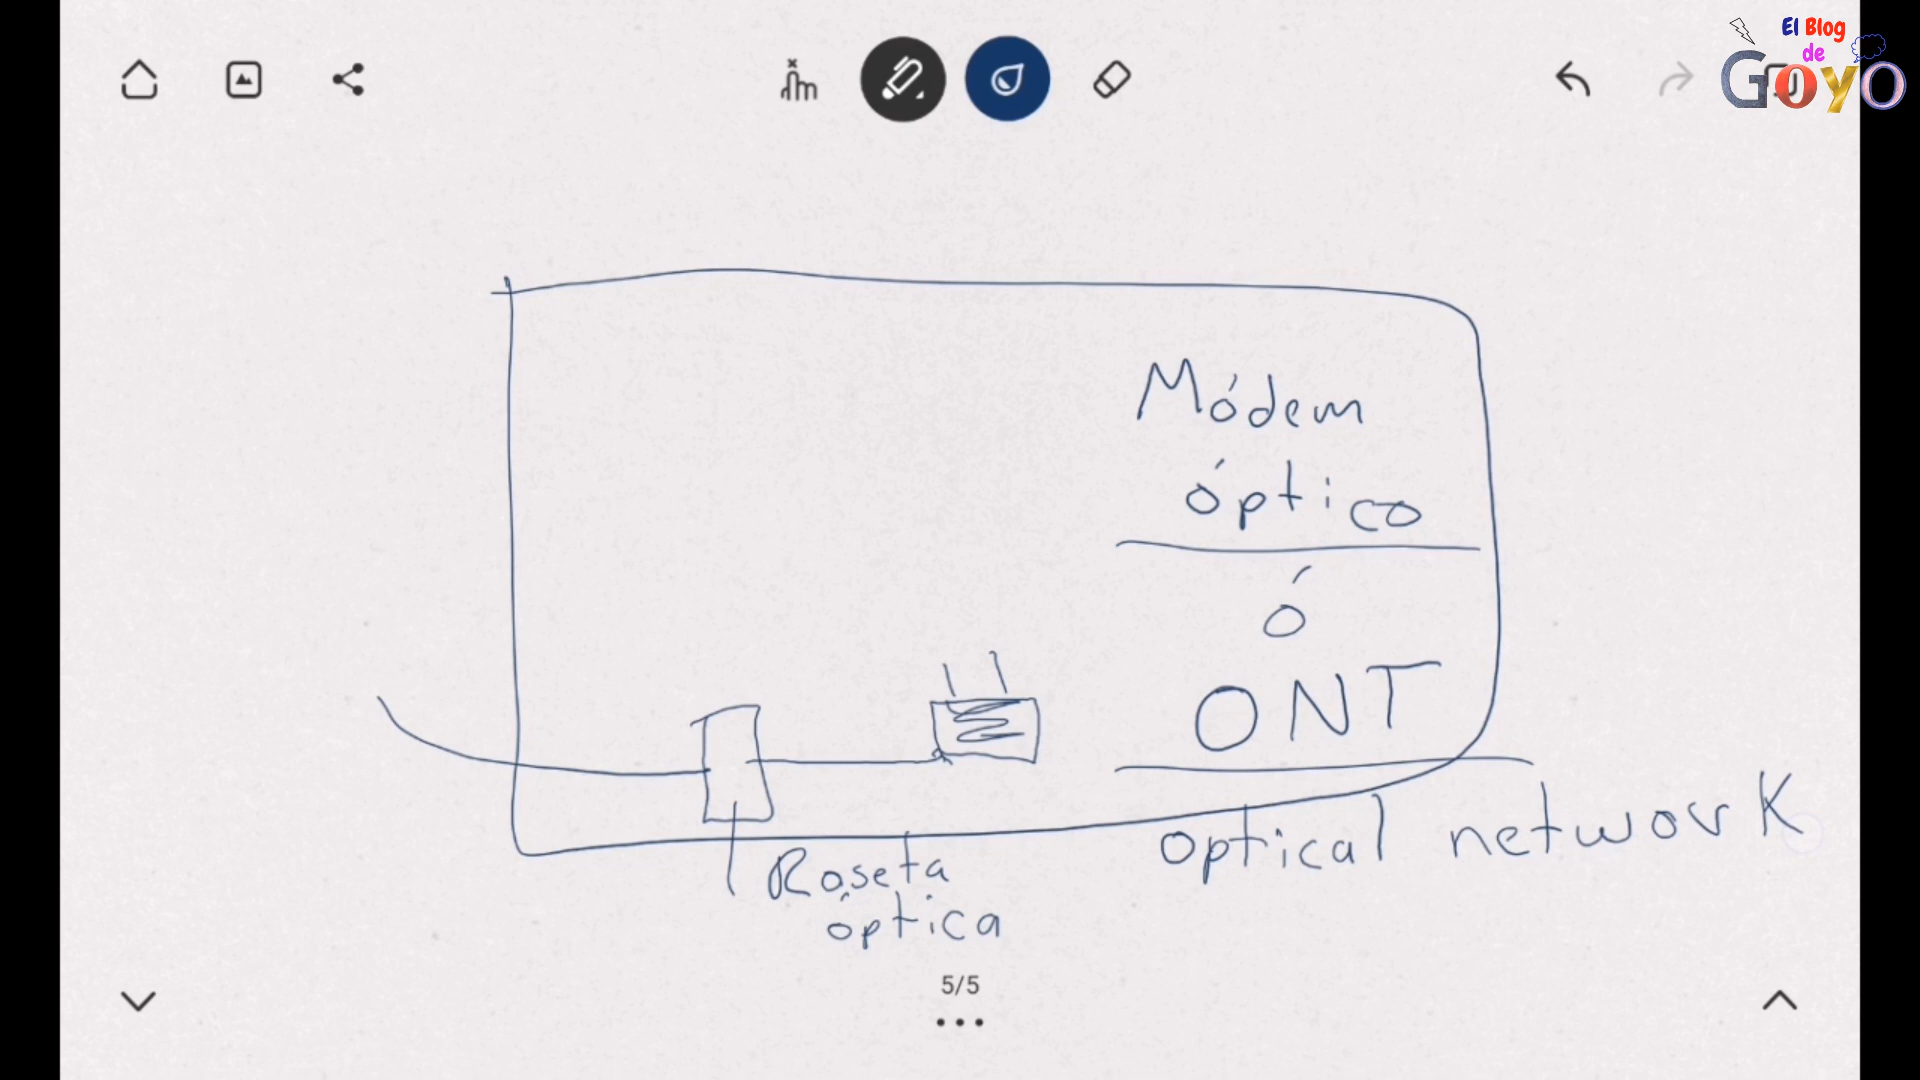 El Blog
de
Goyo
Módem
óptico
Ó
ONT
optical network
Roseta
óptica
5/5